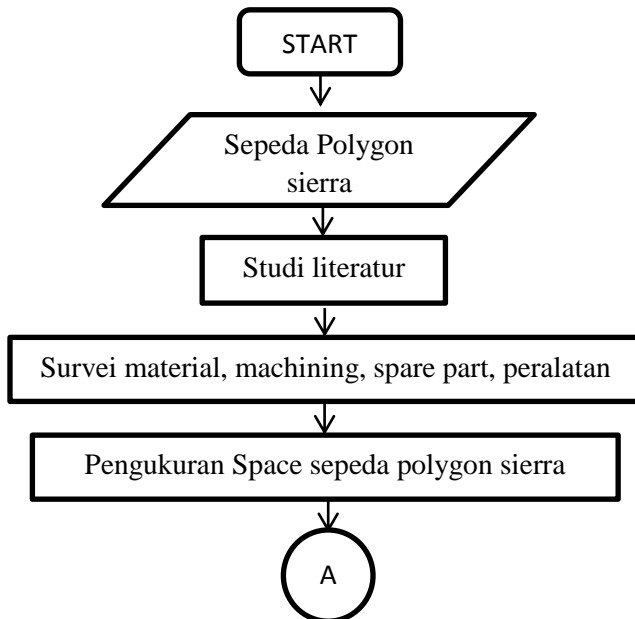 START
Sepeda Polygon
sierra
Studi literatur
Survei material, machining, spare part, peralatan
Pengukuran Space sepeda polygon sierra
A